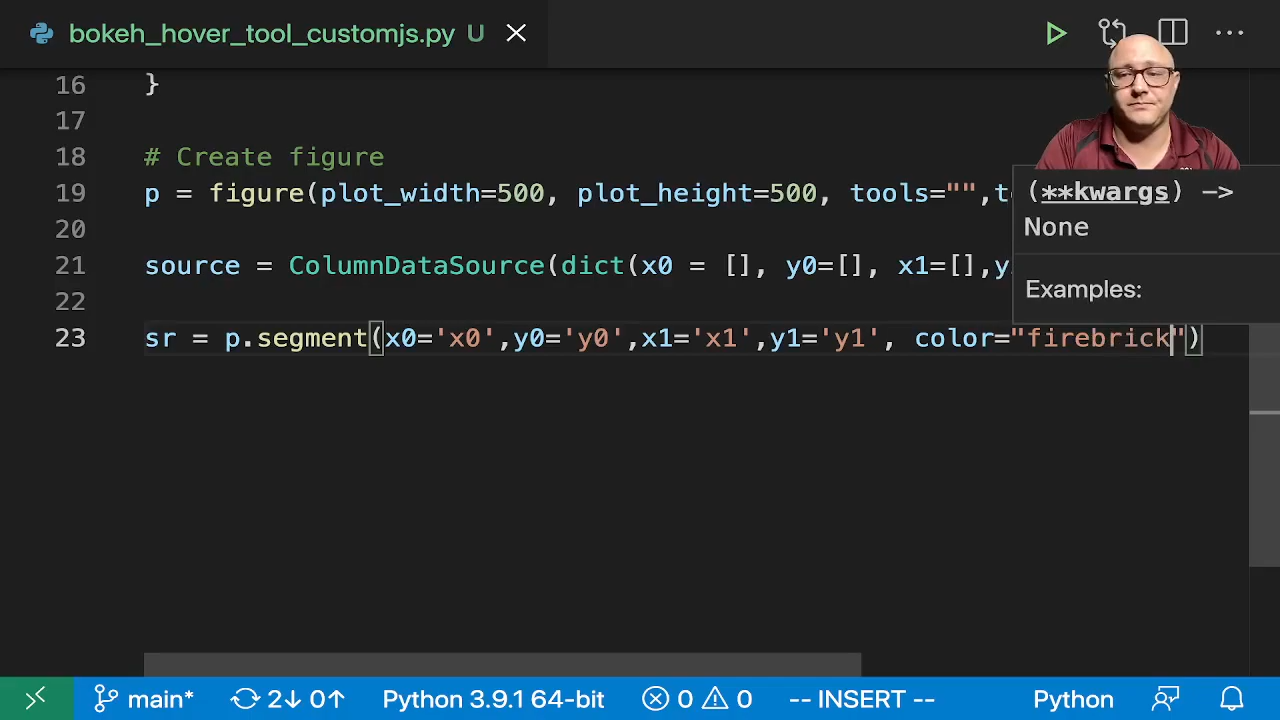 bokeh_hover_tool_customjs.py U
16 }
17
18 # Create figure
19 p = figure(plot_width=500, plot_height=500, tools="",
(**kwargs) ->
None
20
21 source = ColumnDataSource(dict(x0 = [], y0=[], x1=[],
Examples:
22
23 sr = p.segment(x0='x0',y0='y0',x1='x1',y1='y1', color="firebrick")
main* 2↓ 0↑ Python 3.9.1 64-bit 0 0 -- INSERT -- Python